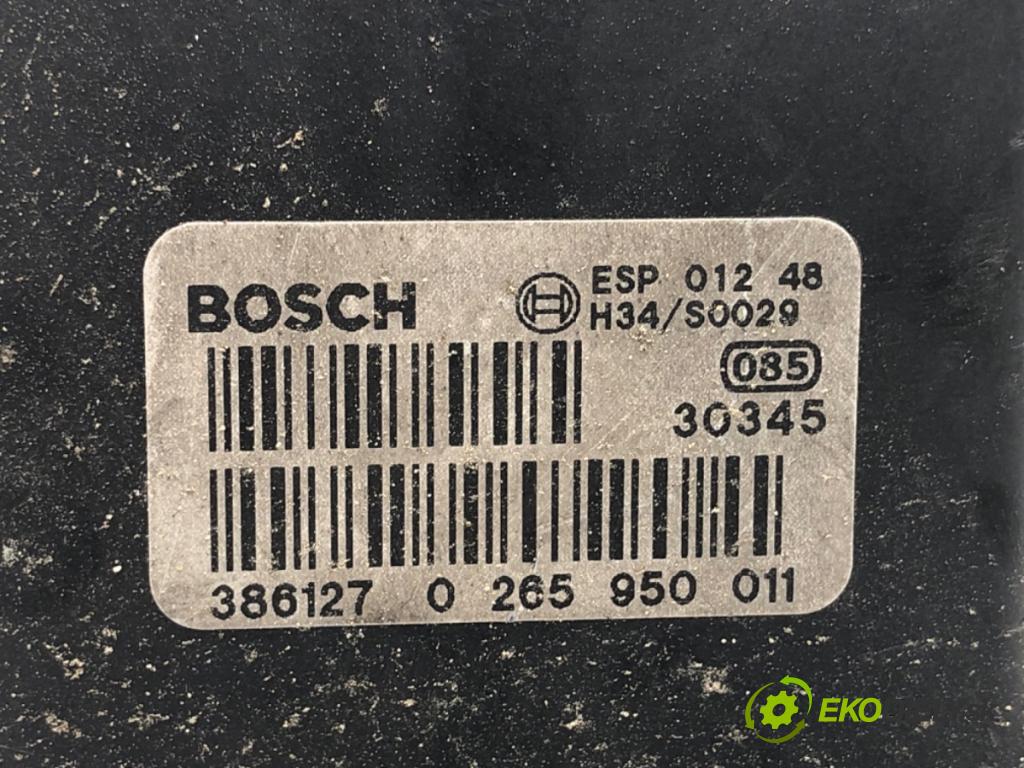 BOSCH
ESP 012 48
H34/S0029
085
30345
386127 0 265 950 011
EKO